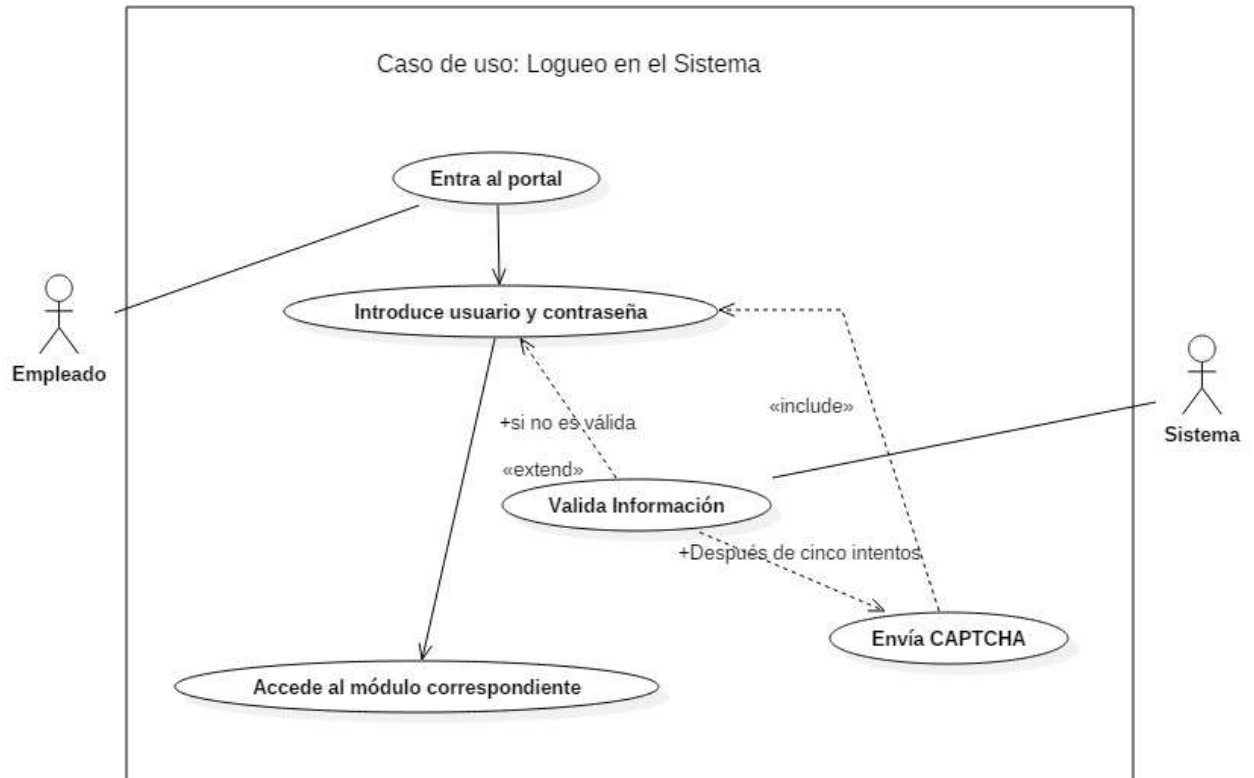 Caso de uso: Logueo en el Sistema
Entra al portal
Introduce usuario y contraseña
Empleado
«include»
+si no es válida
Sistema
«extend»
Valida Información
+Después de cinco intentos
Envía CAPTCHA
Accede al módulo correspondiente